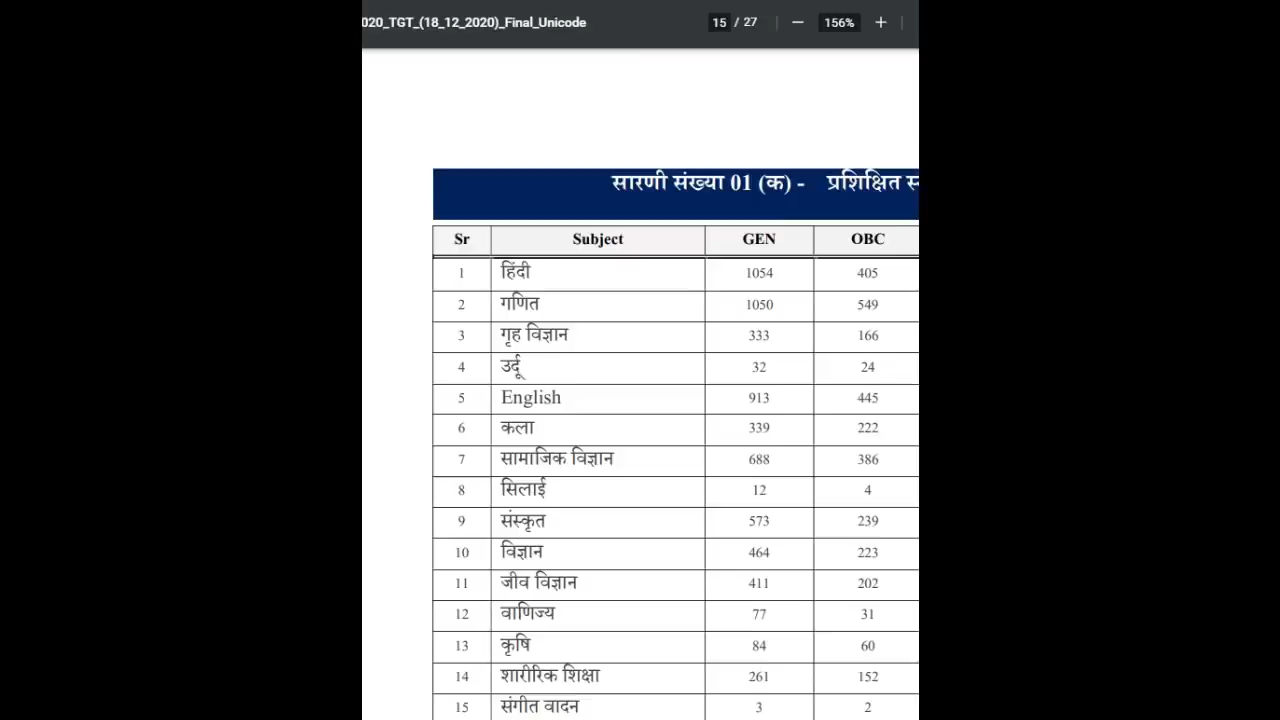 020_TGT_(18_12_2020)_Final_Unicode 15 / 27 − 156% +
सारणी संख्या 01 (क) - प्रशिक्षित
Sr Subject GEN OBC
1 हिंदी 1054 405
2 गणित 1050 549
3 गृह विज्ञान 333 166
4 उर्दू 32 24
5 English 913 445
6 कला 339 222
7 सामाजिक विज्ञान 688 386
8 सिलाई 12 4
9 संस्कृत 573 239
10 विज्ञान 464 223
11 जीव विज्ञान 411 202
12 वाणिज्य 77 31
13 कृषि 84 60
14 शारीरिक शिक्षा 261 152
15 संगीत वादन 3 2